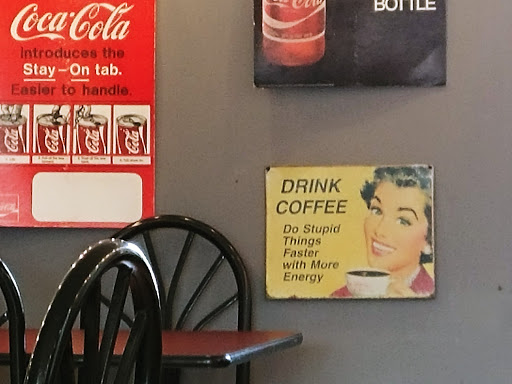 Coca-Cola
introduces the
Stay-On tab.
Easier to handle.
BOTTLE
DRINK
COFFEE
Do Stupid
Things
Faster
with More
Energy